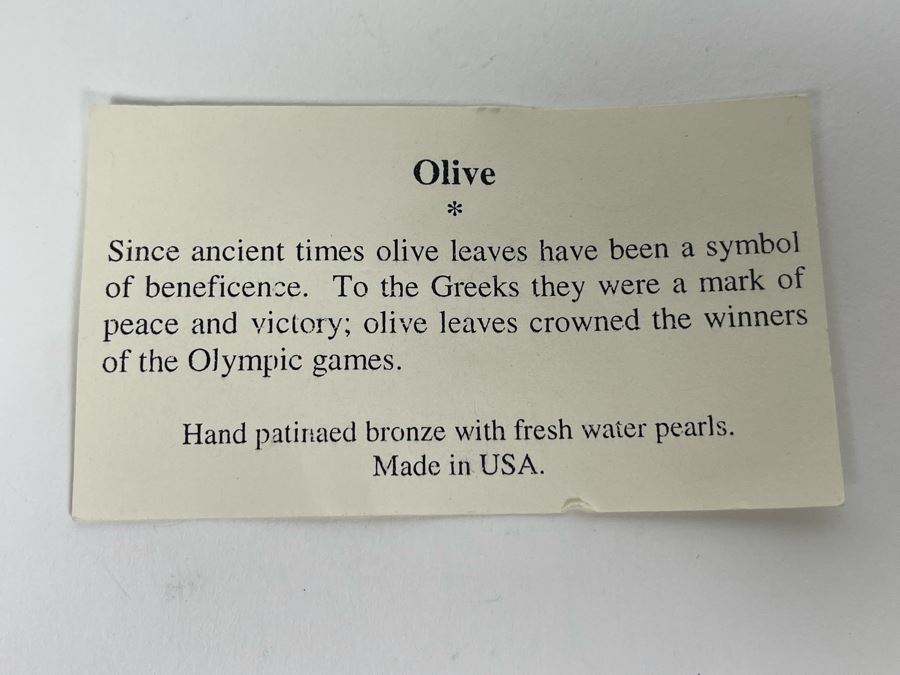 Olive
*
Since ancient times olive leaves have been a symbol
of beneficence. To the Greeks they were a mark of
peace and victory; olive leaves crowned the winners
of the Olympic games.
Hand patinaed bronze with fresh water pearls.
Made in USA.